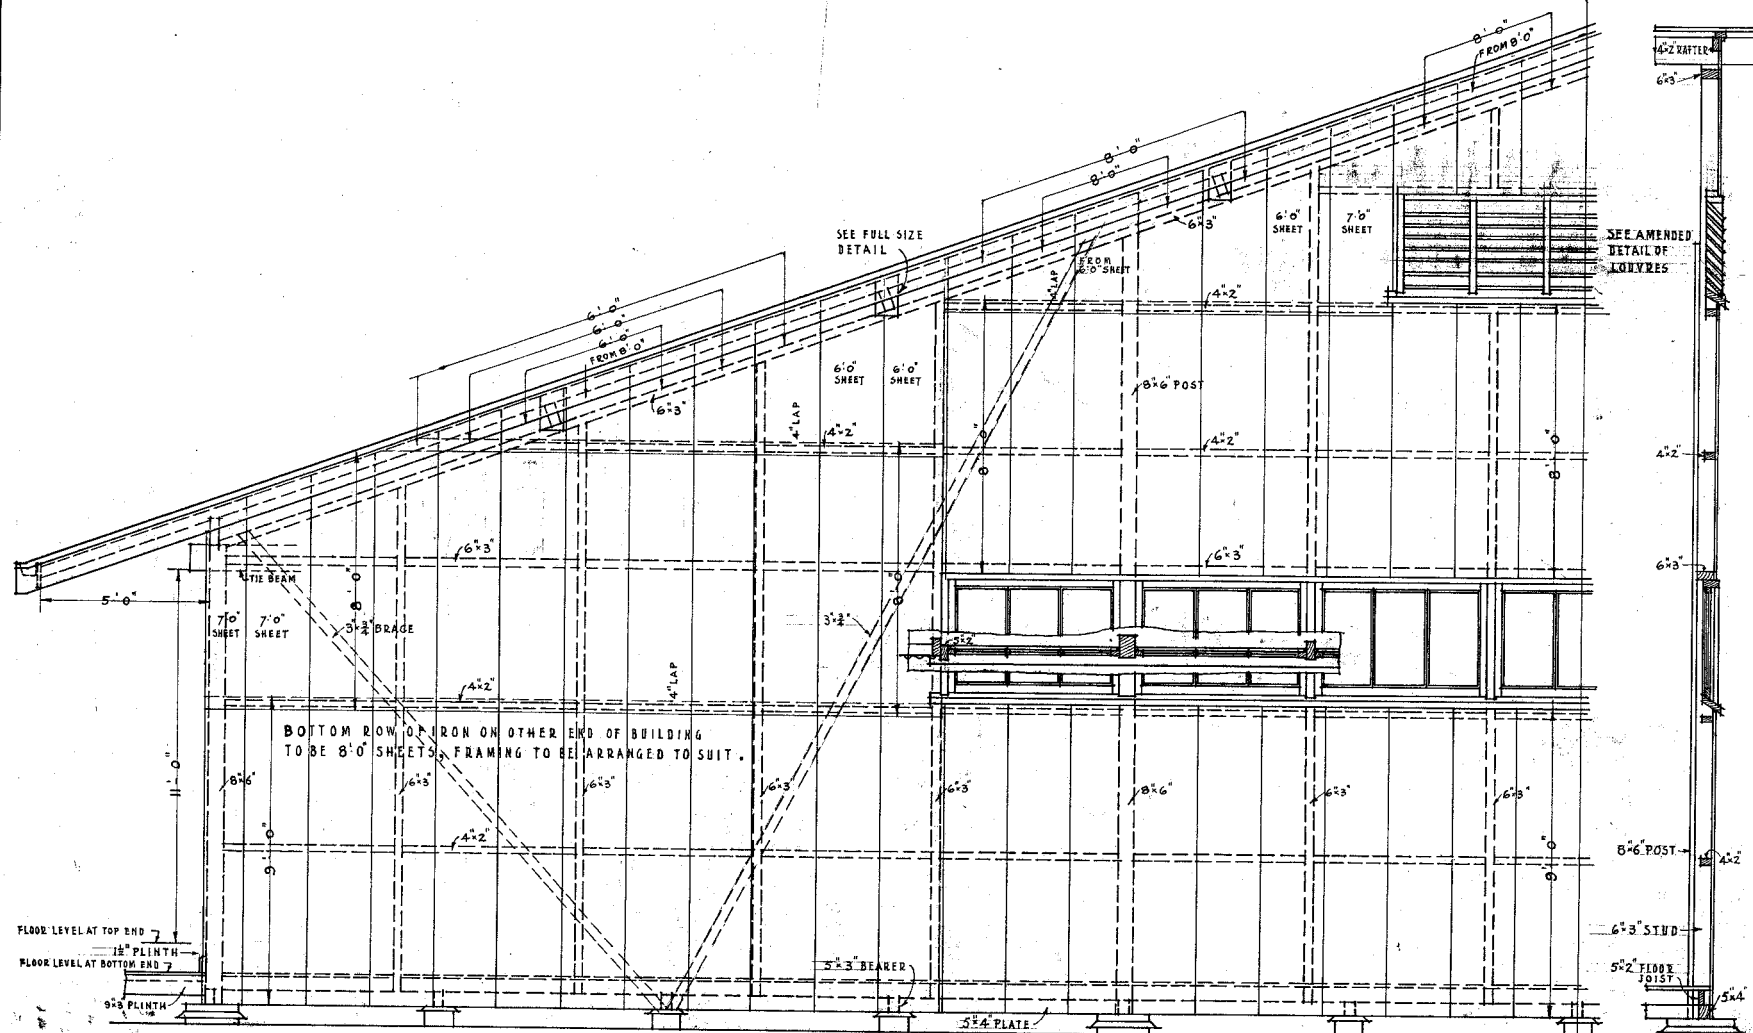 8'·0"
FROM 8'·0"
4"x2" RAFTER
6"x3"
8'·0"
8'·0"
6'·0"
SHEET
7'·0"
SHEET
6"x3"
SEE FULL SIZE
DETAIL
SEE AMENDED
DETAIL OF
LOUVRES
FROM
6'·0" SHEET
4" LAP
4"x2"
6'·0"
6'·0"
6'·0"
FROM 8'·0"
6'·0"
SHEET
6'·0"
SHEET
8"x6" POST
6"x3"
4" LAP
4"x2"
4"x2"
8'·0"
8'·0"
4"x2"
6"x3"
6"x3"
6"x3"
TIE BEAM
5'·0"
8'·0"
8'·0"
7'·0"
SHEET
7'·0"
SHEET
3"x¾" BRACE
3"x¾"
5"x2"
4" LAP
4"x2"
BOTTOM ROW OF IRON ON OTHER END OF BUILDING
TO BE 8'·0" SHEETS, FRAMING TO BE ARRANGED TO SUIT.
11'·0"
8"x6"
6"x3"
6"x3"
6"x3"
6"x3"
8"x6"
6"x3"
6"x3"
9'·0"
4"x2"
9'·0"
8"x6" POST
4"x2"
FLOOR LEVEL AT TOP END
1½" PLINTH
FLOOR LEVEL AT BOTTOM END
9"x3" PLINTH
5"x3" BEARER
5"x4" PLATE
6"x3" STUD
5"x2" FLOOR
JOIST
5"x4"